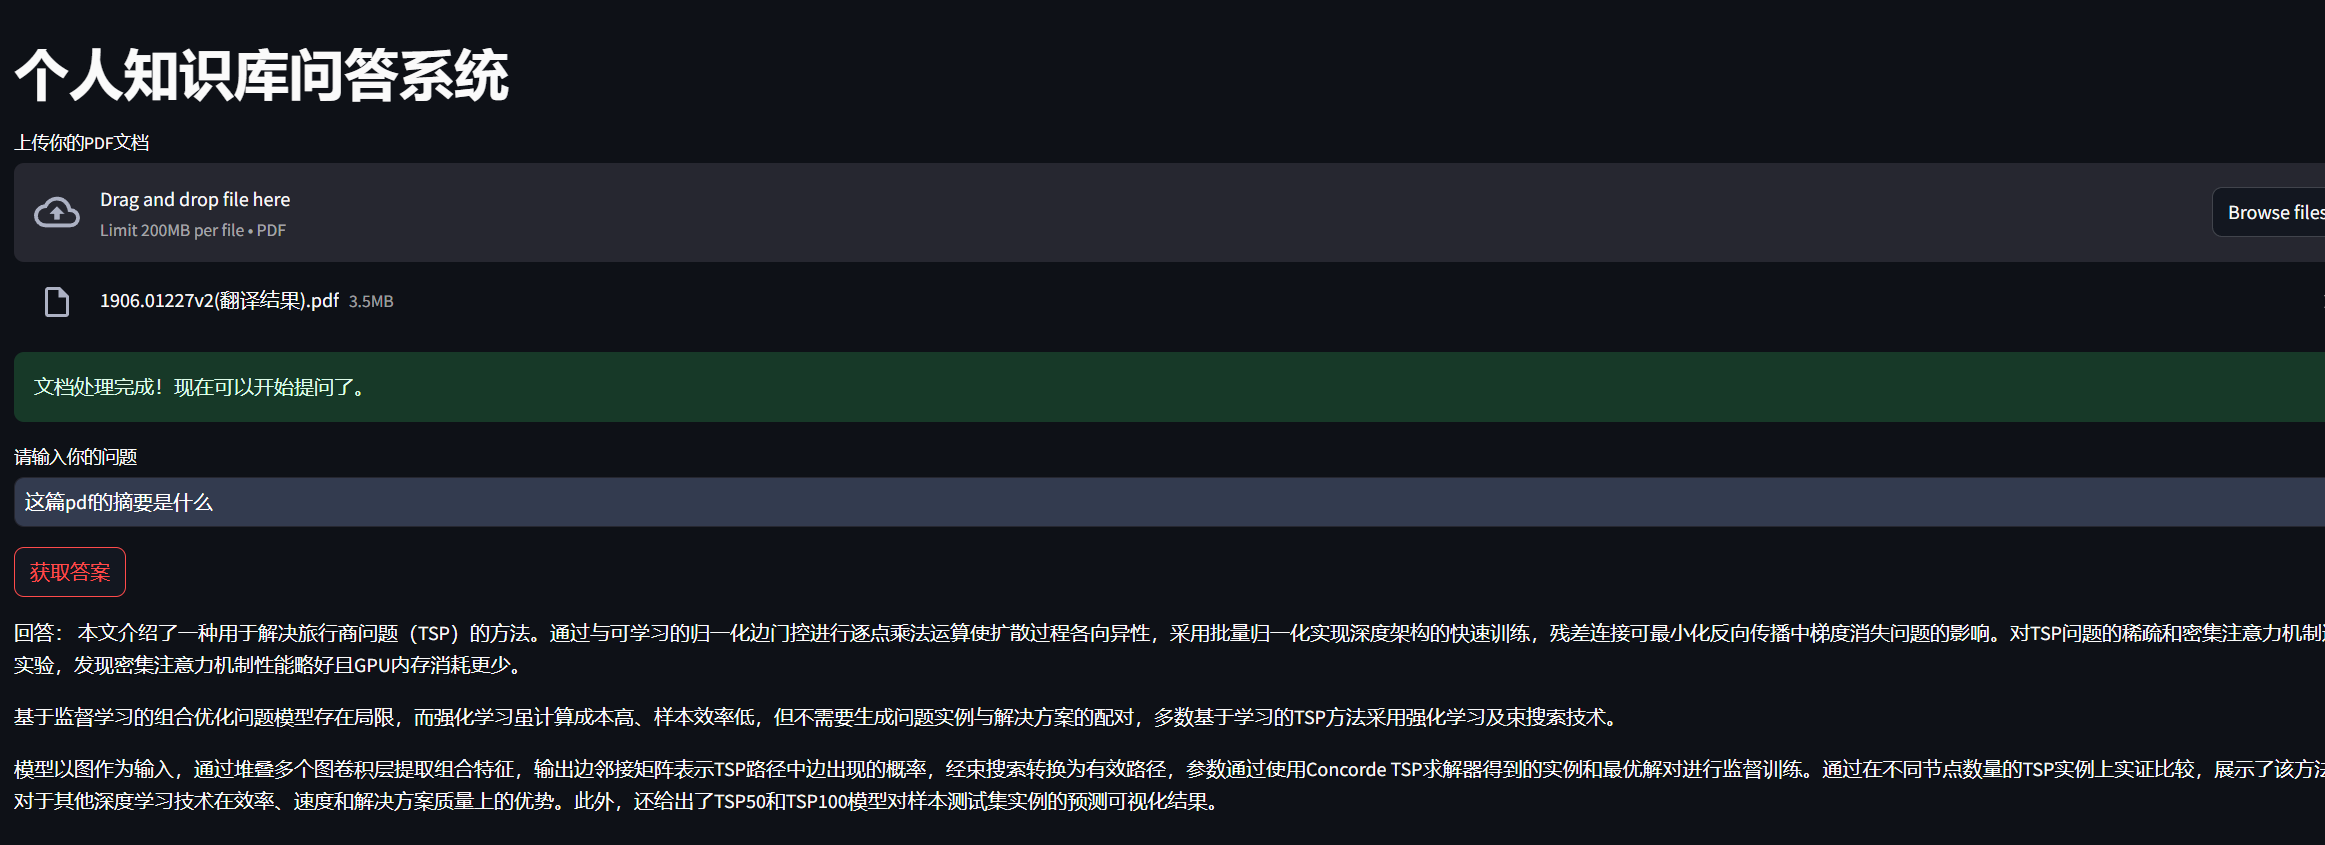 个人知识库问答系统
上传你的PDF文档
Drag and drop file here
Limit 200MB per file • PDF
Browse files
1906.01227v2(翻译结果).pdf 3.5MB
文档处理完成！现在可以开始提问了。
请输入你的问题
这篇pdf的摘要是什么
获取答案
回答： 本文介绍了一种用于解决旅行商问题（TSP）的方法。通过与可学习的归一化边门控进行逐点乘法运算使扩散过程各向异性，采用批量归一化实现深度架构的快速训练，残差连接可最小化反向传播中梯度消失问题的影响。对TSP问题的稀疏和密集注意力机制
实验，发现密集注意力机制性能略好且GPU内存消耗更少。
基于监督学习的组合优化问题模型存在局限，而强化学习虽计算成本高、样本效率低，但不需要生成问题实例与解决方案的配对，多数基于学习的TSP方法采用强化学习及束搜索技术。
模型以图作为输入，通过堆叠多个图卷积层提取组合特征，输出边邻接矩阵表示TSP路径中边出现的概率，经束搜索转换为有效路径，参数通过使用Concorde TSP求解器得到的实例和最优解对进行监督训练。通过在不同节点数量的TSP实例上实证比较，展示了该方法
对于其他深度学习技术在效率、速度和解决方案质量上的优势。此外，还给出了TSP50和TSP100模型对样本测试集实例的预测可视化结果。